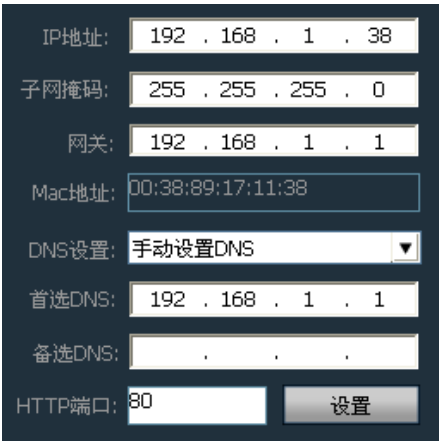 IP地址: 192 . 168 . 1 . 38
子网掩码: 255 . 255 . 255 . 0
网关: 192 . 168 . 1 . 1
Mac地址: 00:38:89:17:11:38
DNS设置: 手动设置DNS
首选DNS: 192 . 168 . 1 . 1
备选DNS: . . .
HTTP端口: 80 设置